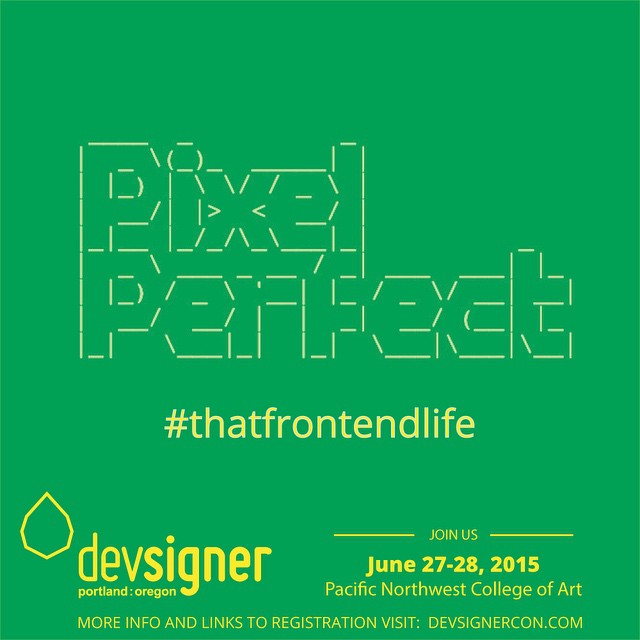 Pixel
Perfect
#thatfrontendlife
JOIN US
June 27-28, 2015
Pacific Northwest College of Art
devsigner
portland:oregon
MORE INFO AND LINKS TO REGISTRATION VISIT: DEVSIGNERCON.COM